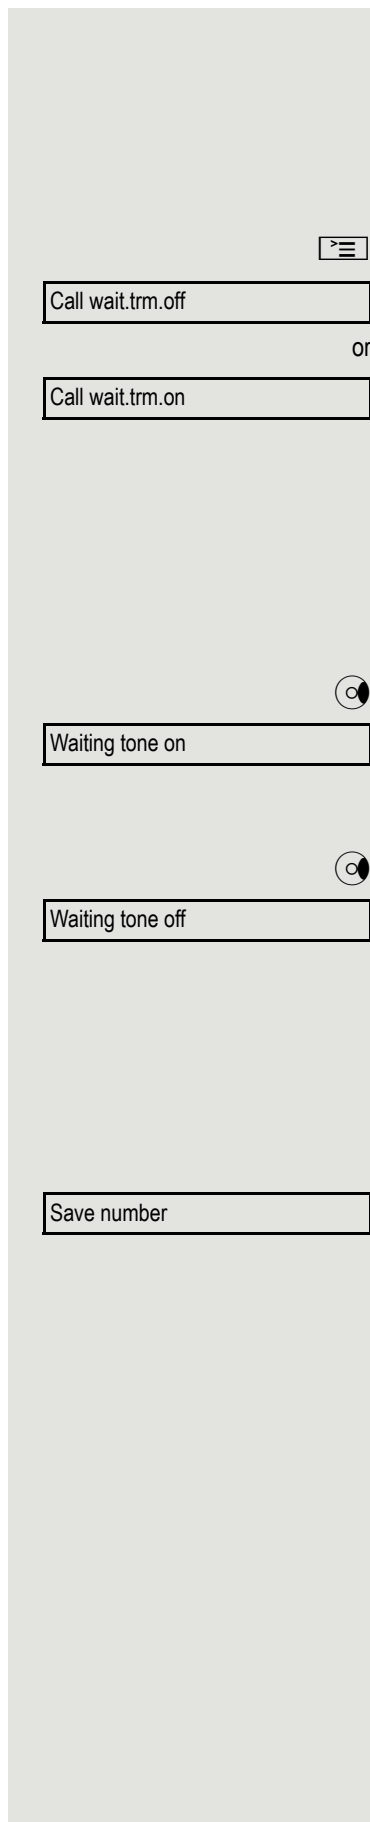 Call wait.trm.off
or
Call wait.trm.on
Waiting tone on
Waiting tone off
Save number